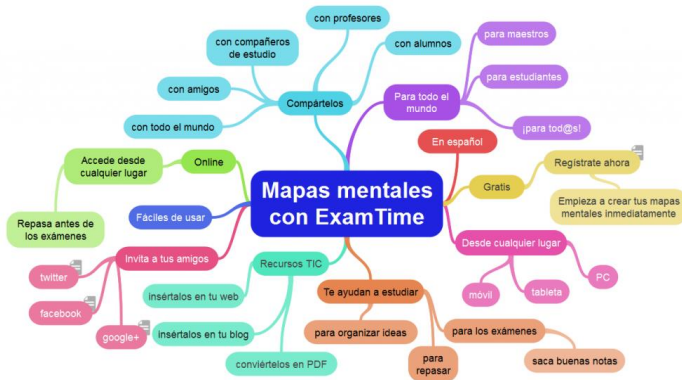 Mapas mentales
con ExamTime
Compártelos
con todo el mundo
con amigos
con compañeros
de estudio
con profesores
con alumnos
Para todo el
mundo
para maestros
para estudiantes
¡para tod@s!
En español
Gratis
Regístrate ahora
Empieza a crear tus mapas
mentales inmediatamente
Desde cualquier lugar
PC
tableta
móvil
Te ayudan a estudiar
para los exámenes
saca buenas notas
para
repasar
para organizar ideas
Recursos TIC
insértalos en tu web
insértalos en tu blog
conviértelos en PDF
Invita a tus amigos
twitter
facebook
google+
Fáciles de usar
Online
Accede desde
cualquier lugar
Repasa antes de
los exámenes